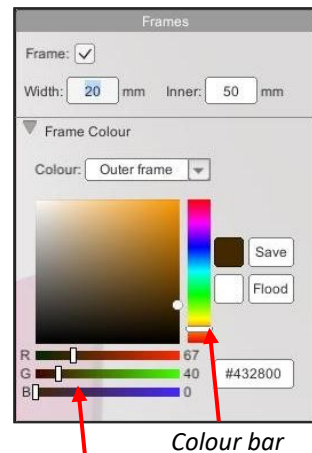 Frames
Frame:
Width: 20 mm Inner: 50 mm
Frame Colour
Colour: Outer frame
Save
Flood
R 67
G 40 #432800
B 0
Colour bar